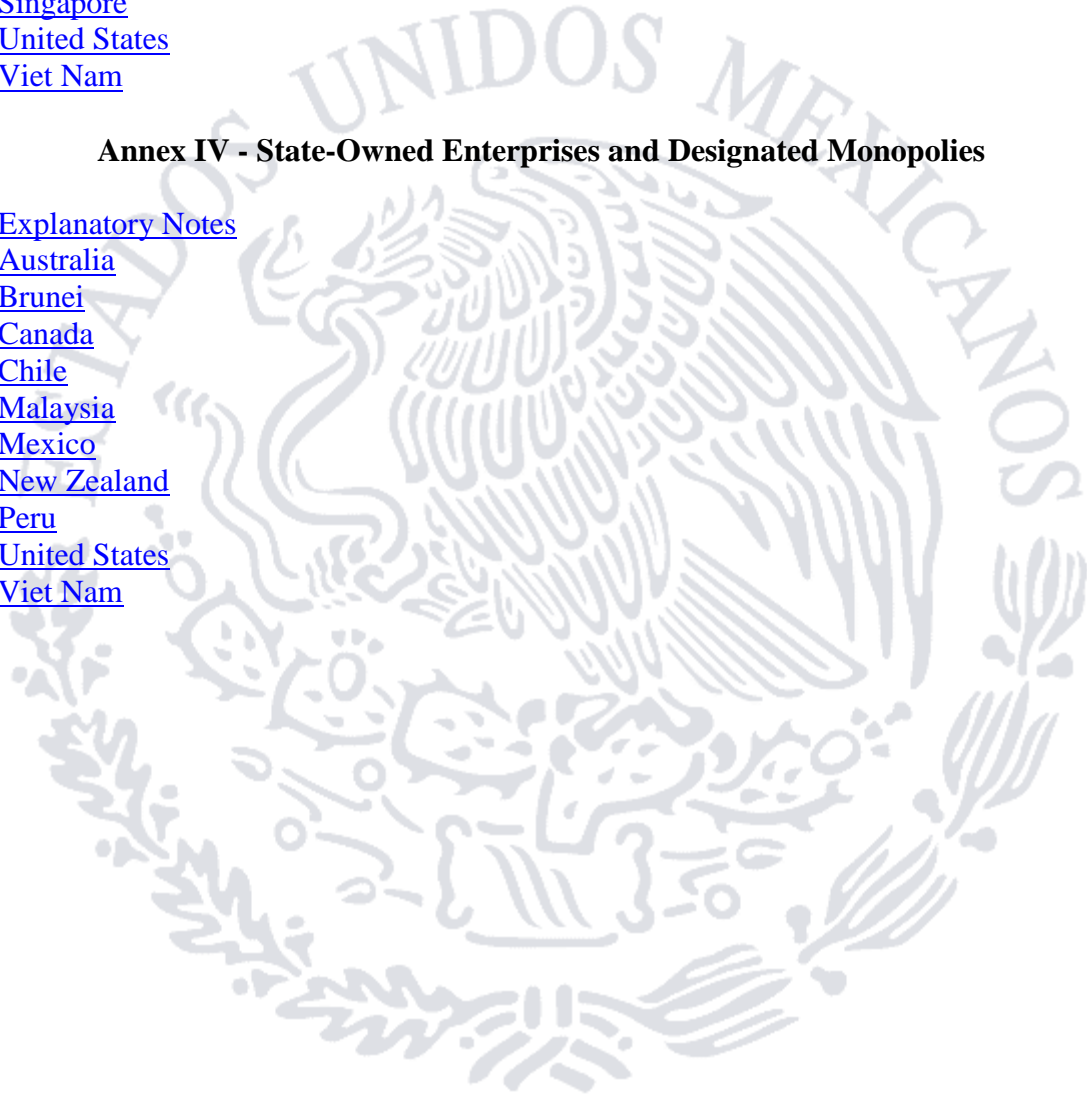 Singapore
United States
Viet Nam
Annex IV - State-Owned Enterprises and Designated Monopolies
Explanatory Notes
Australia
Brunei
Canada
Chile
Malaysia
Mexico
New Zealand
Peru
United States
Viet Nam
ESTADOS UNIDOS MEXICANOS